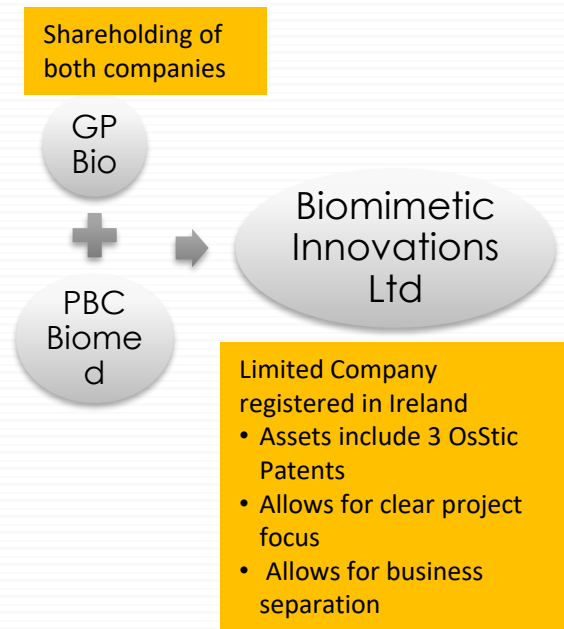 Shareholding of
both companies
GP
Bio
PBC
Biome
d
Biomimetic
Innovations
Ltd
Limited Company
registered in Ireland
• Assets include 3 OsStic
Patents
• Allows for clear project
focus
• Allows for business
separation